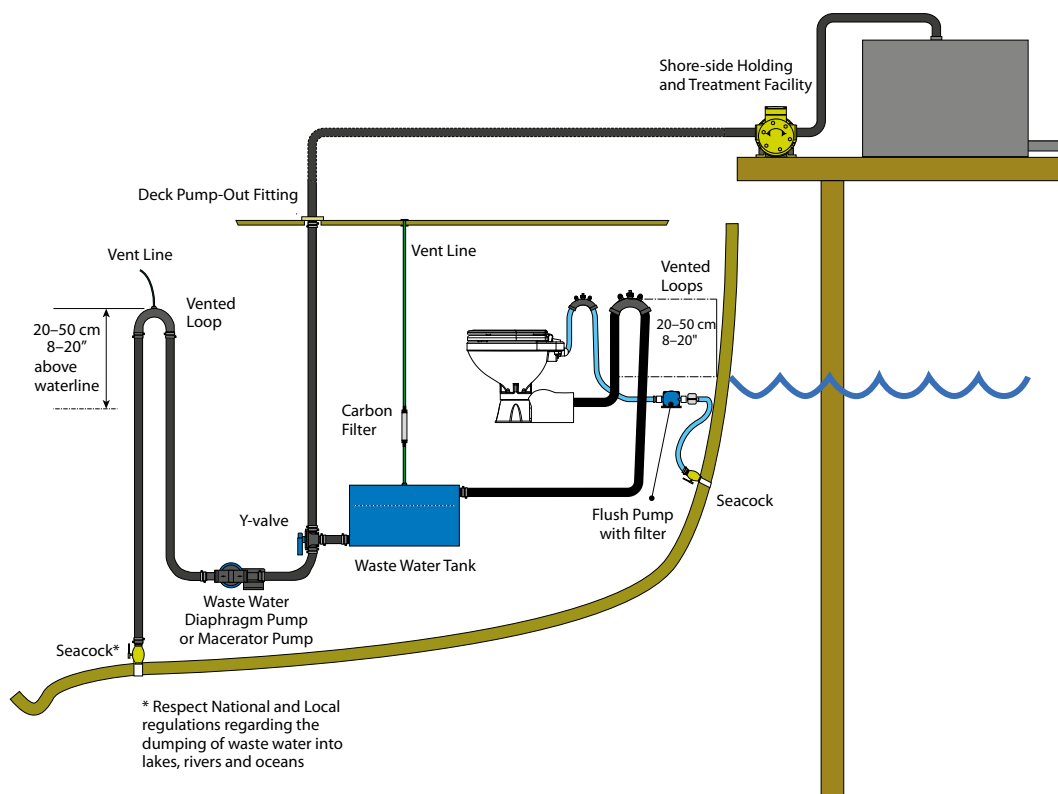 Shore-side Holding
and Treatment Facility
Deck Pump-Out Fitting
Vent Line
Vent Line
Vented
Loop
Vented
Loops
20–50 cm
8–20″
above
waterline
20–50 cm
8–20″
Carbon
Filter
Y-valve
Waste Water Tank
Flush Pump
with filter
Seacock
Waste Water
Diaphragm Pump
or Macerator Pump
Seacock*
* Respect National and Local
regulations regarding the
dumping of waste water into
lakes, rivers and oceans